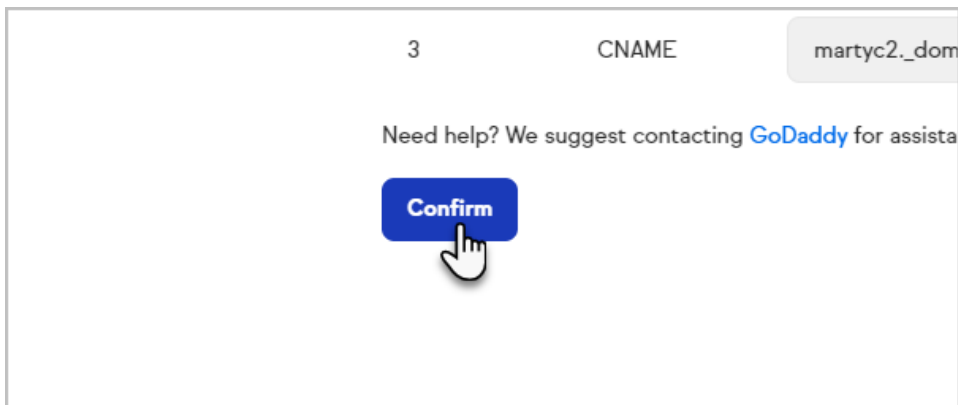 3 CNAME martyc2._dom
Need help? We suggest contacting GoDaddy for assista
Confirm